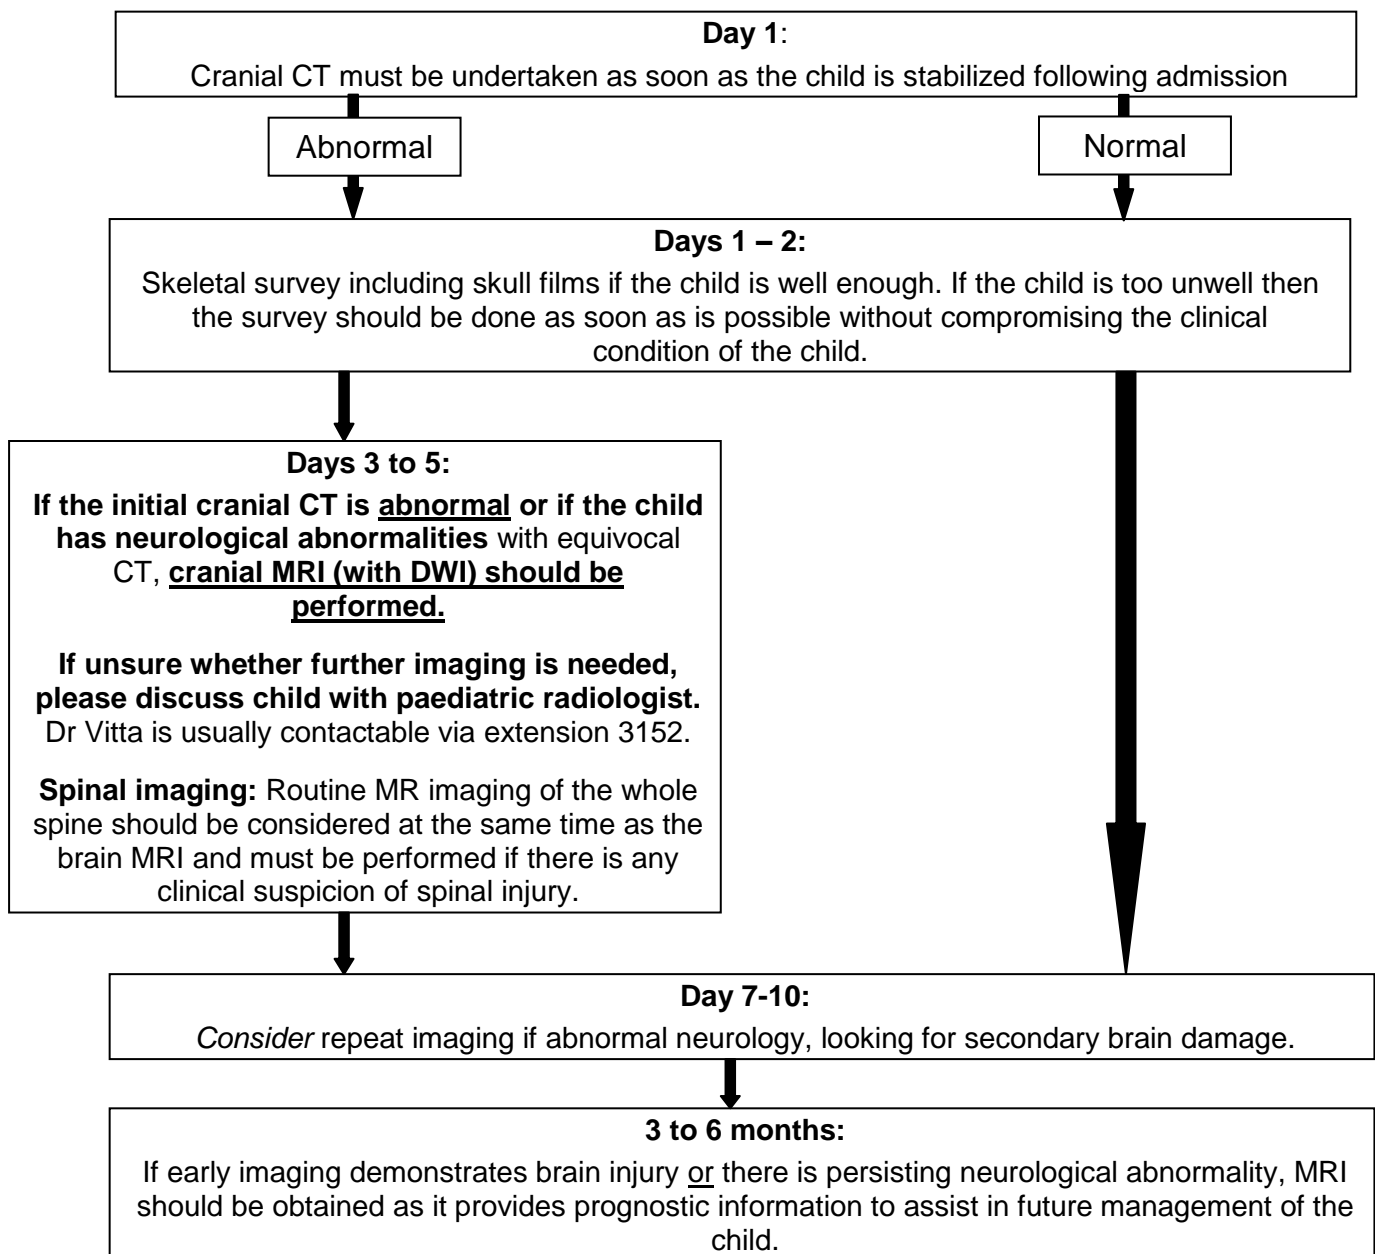 Day 1:
Cranial CT must be undertaken as soon as the child is stabilized following admission
Abnormal
Normal
Days 1 – 2:
Skeletal survey including skull films if the child is well enough. If the child is too unwell then
the survey should be done as soon as is possible without compromising the clinical
condition of the child.
Days 3 to 5:
If the initial cranial CT is abnormal or if the child
has neurological abnormalities with equivocal
CT, cranial MRI (with DWI) should be
performed.
If unsure whether further imaging is needed,
please discuss child with paediatric radiologist.
Dr Vitta is usually contactable via extension 3152.
Spinal imaging: Routine MR imaging of the whole
spine should be considered at the same time as the
brain MRI and must be performed if there is any
clinical suspicion of spinal injury.
Day 7-10:
Consider repeat imaging if abnormal neurology, looking for secondary brain damage.
3 to 6 months:
If early imaging demonstrates brain injury or there is persisting neurological abnormality, MRI
should be obtained as it provides prognostic information to assist in future management of the
child.